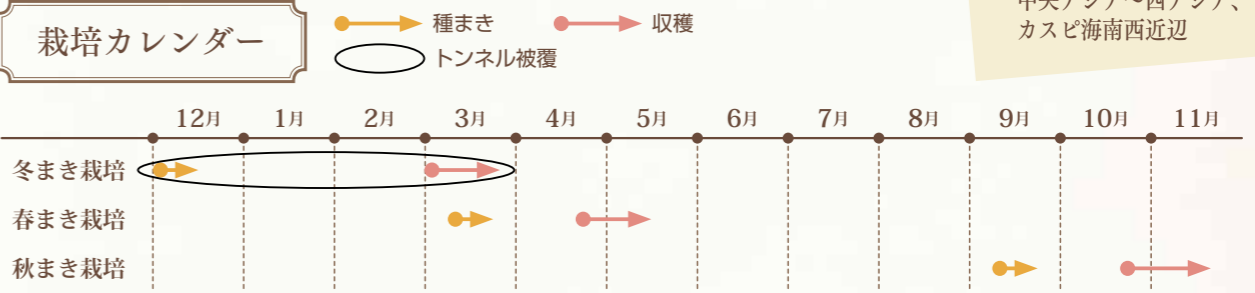 栽培カレンダー
種まき
収穫
トンネル被覆
カスピ海南西近辺
12月 1月 2月 3月 4月 5月 6月 7月 8月 9月 10月 11月
冬まき栽培
春まき栽培
秋まき栽培